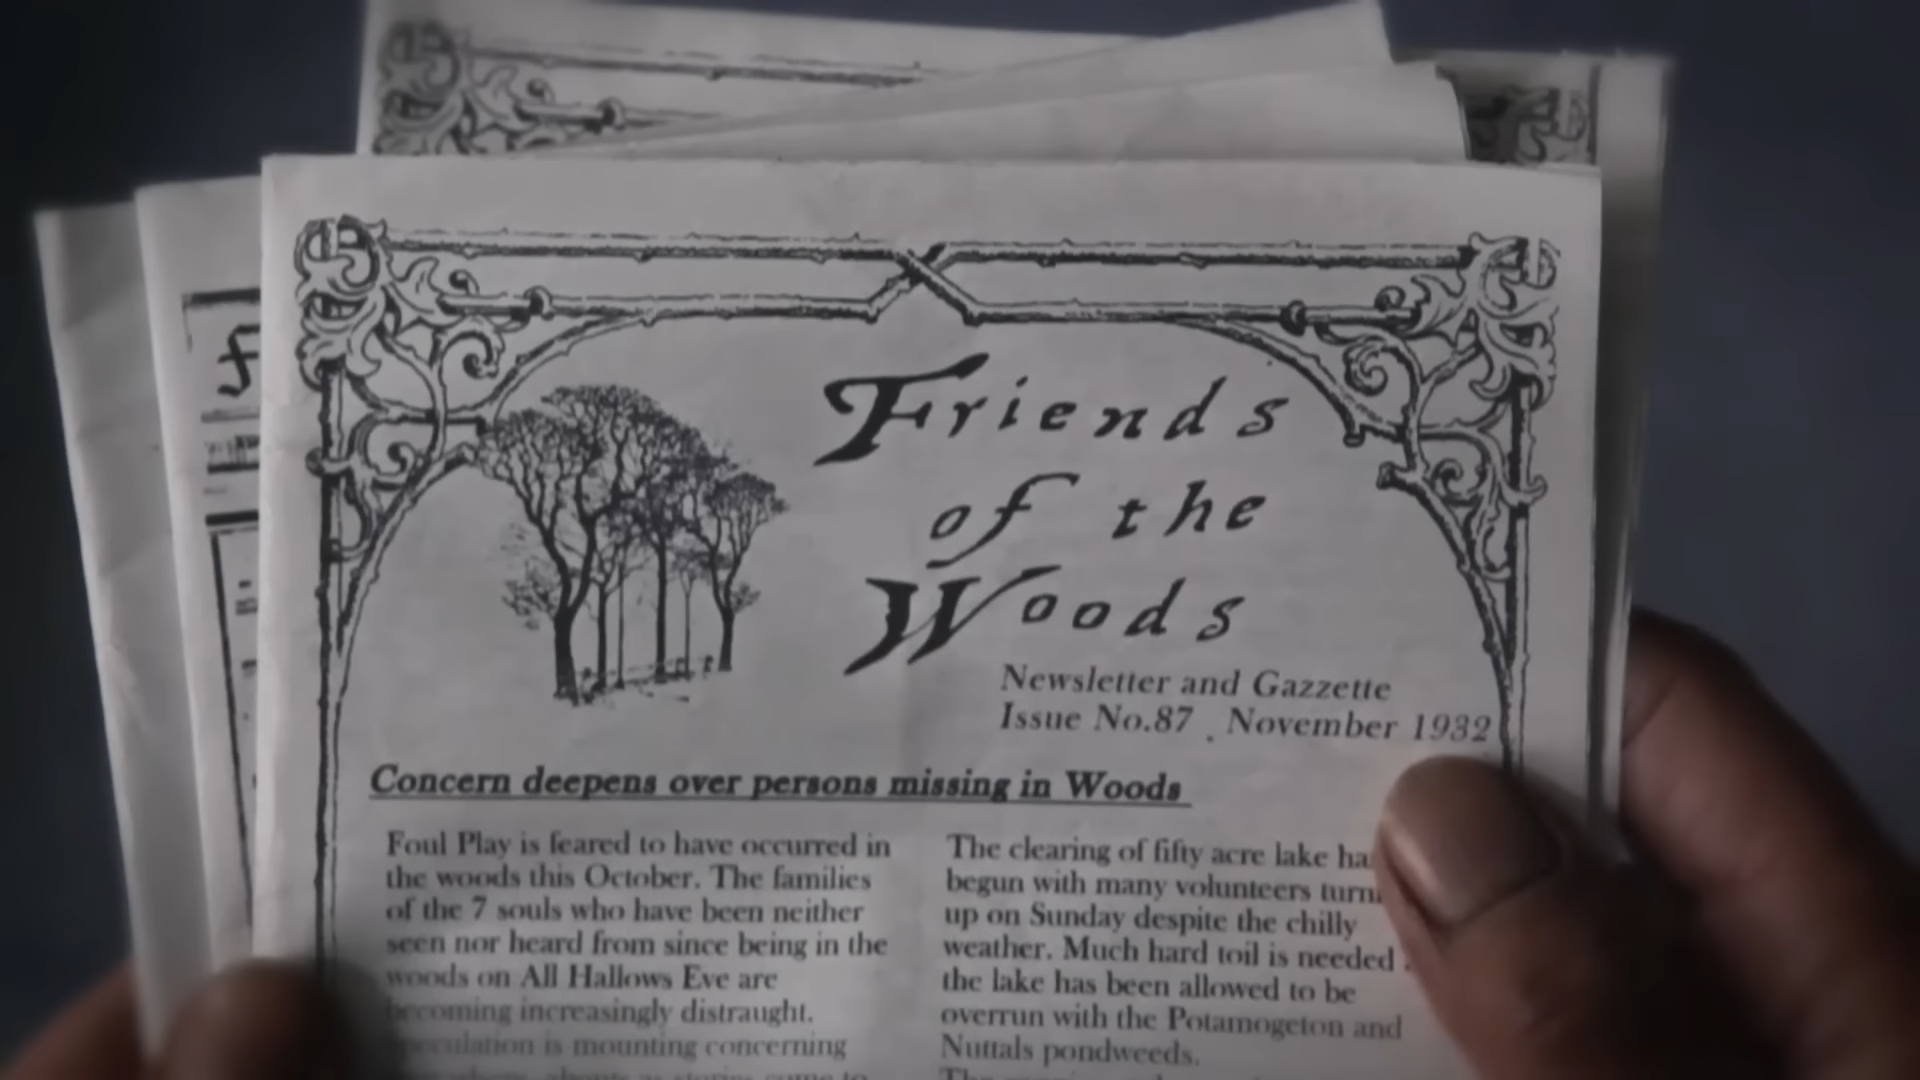 Friends
of the
Woods
Newsletter and Gazzette
Issue No.87 . November 1932
Concern deepens over persons missing in Woods
Foul Play is feared to have occurred in
the woods this October. The families
of the 7 souls who have been neither
seen nor heard from since being in the
woods on All Hallows Eve are
becoming increasingly distraught.
speculation is mounting concerning
The clearing of fifty acre lake
begun with many volunteers
up on Sunday despite the chilly
weather. Much hard toil is needed
the lake has been allowed to be
overrun with the Potamogeton and
Nuttals pondweeds.